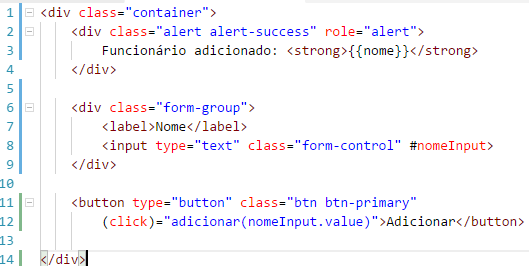 1 <div class="container">
2     <div class="alert alert-success" role="alert">
3         Funcionário adicionado: <strong>{{nome}}</strong>
4     </div>
5
6     <div class="form-group">
7         <label>Nome</label>
8         <input type="text" class="form-control" #nomeInput>
9     </div>
10
11     <button type="button" class="btn btn-primary"
12         (click)="adicionar(nomeInput.value)">Adicionar</button>
13
14 </div>